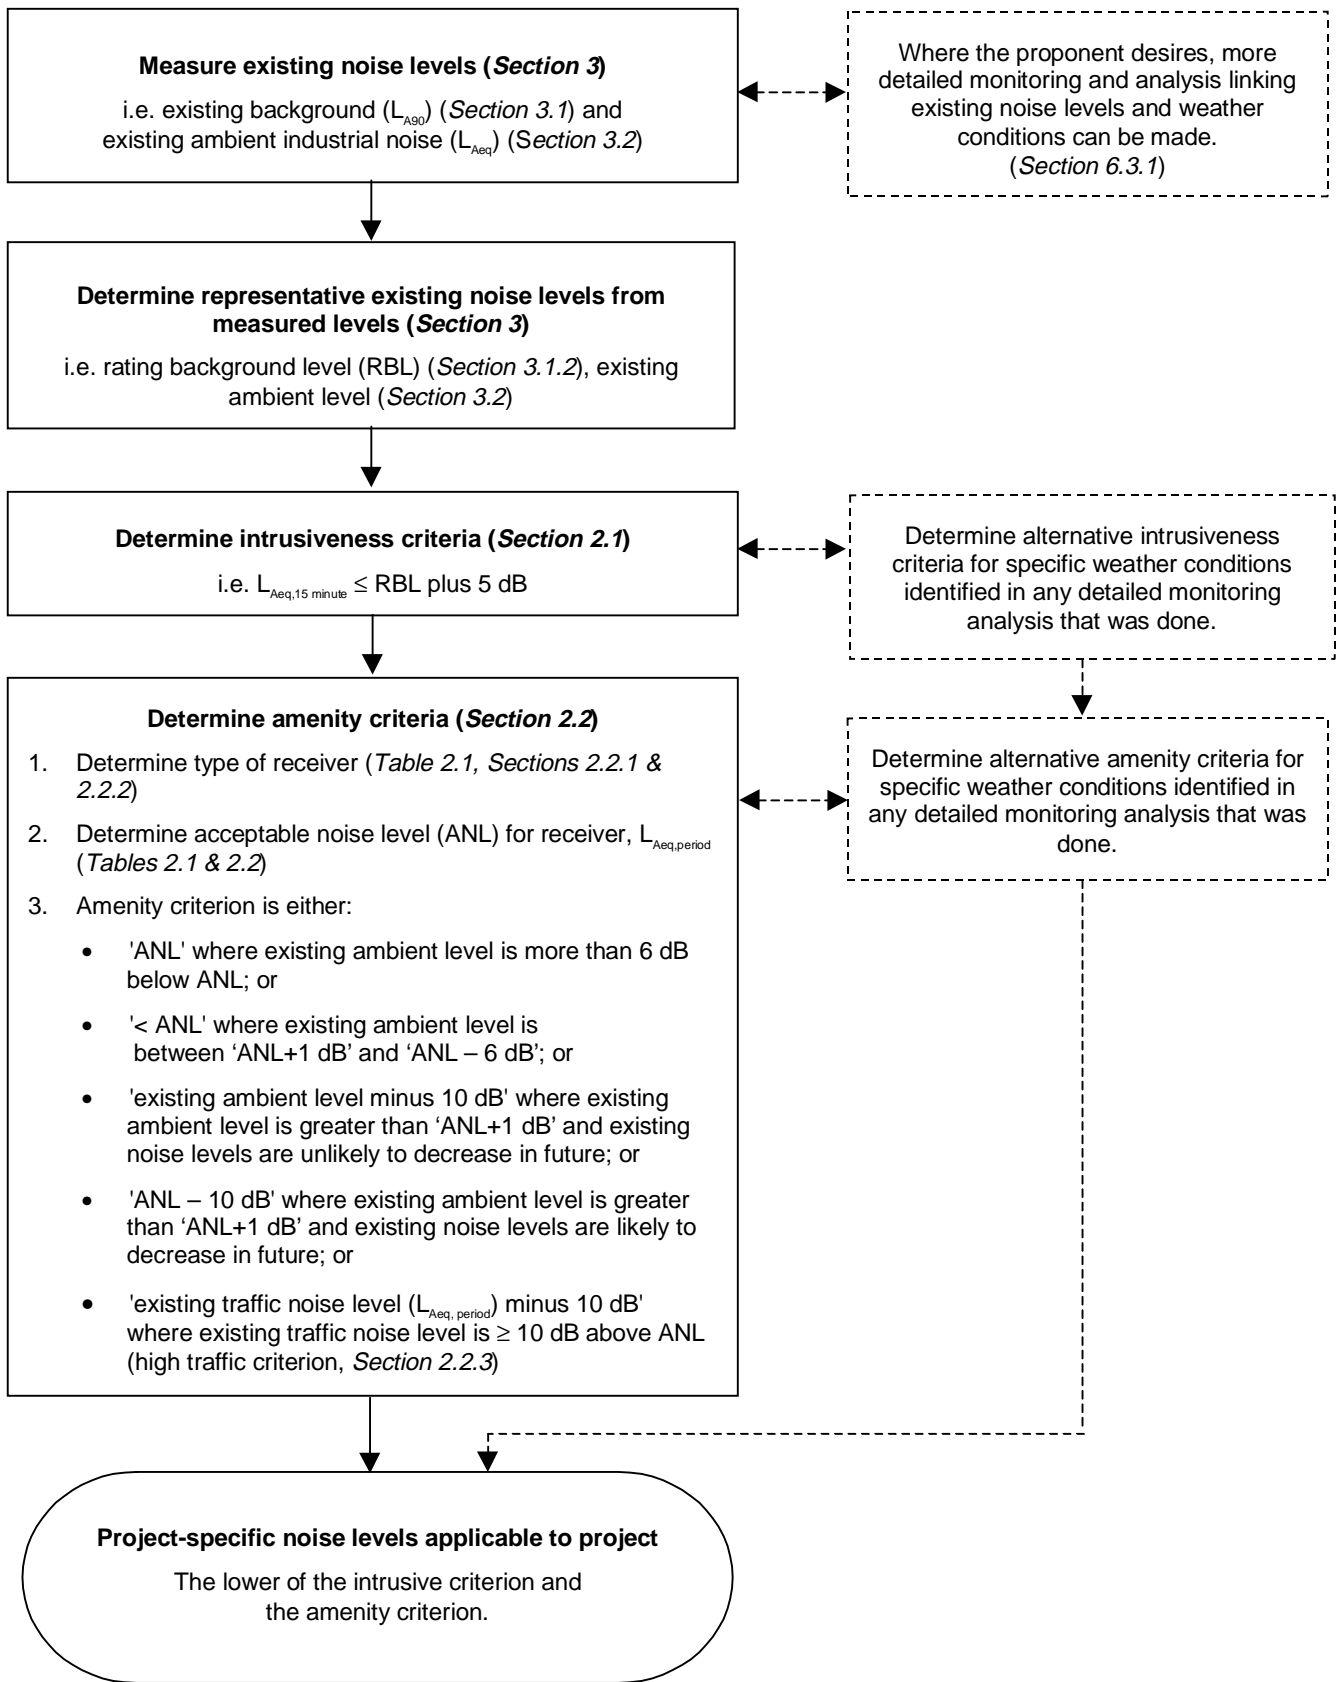 Measure existing noise levels (Section 3)
i.e. existing background (LA90) (Section 3.1) and
existing ambient industrial noise (LAeq) (Section 3.2)
Where the proponent desires, more
detailed monitoring and analysis linking
existing noise levels and weather
conditions can be made.
(Section 6.3.1)
Determine representative existing noise levels from
measured levels (Section 3)
i.e. rating background level (RBL) (Section 3.1.2), existing
ambient level (Section 3.2)
Determine intrusiveness criteria (Section 2.1)
i.e. LAeq,15 minute ≤ RBL plus 5 dB
Determine alternative intrusiveness
criteria for specific weather conditions
identified in any detailed monitoring
analysis that was done.
Determine amenity criteria (Section 2.2)
1. Determine type of receiver (Table 2.1, Sections 2.2.1 &
2.2.2)
2. Determine acceptable noise level (ANL) for receiver, LAeq,period
(Tables 2.1 & 2.2)
3. Amenity criterion is either:
• 'ANL' where existing ambient level is more than 6 dB
below ANL; or
• '< ANL' where existing ambient level is
between ‘ANL+1 dB’ and ‘ANL – 6 dB’; or
• 'existing ambient level minus 10 dB' where existing
ambient level is greater than ‘ANL+1 dB’ and existing
noise levels are unlikely to decrease in future; or
• 'ANL – 10 dB' where existing ambient level is greater
than ‘ANL+1 dB’ and existing noise levels are likely to
decrease in future; or
• 'existing traffic noise level (LAeq, period) minus 10 dB'
where existing traffic noise level is ≥ 10 dB above ANL
(high traffic criterion, Section 2.2.3)
Determine alternative amenity criteria for
specific weather conditions identified in
any detailed monitoring analysis that was
done.
Project-specific noise levels applicable to project
The lower of the intrusive criterion and
the amenity criterion.